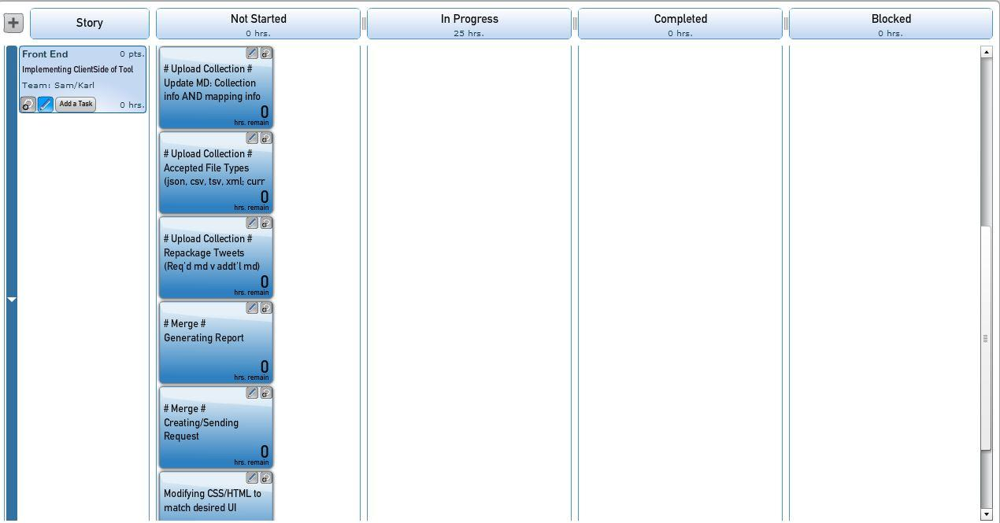 +
Story
Not Started
0 hrs.
In Progress
25 hrs.
Completed
0 hrs.
Blocked
0 hrs.
Front End 0 pts.
Implementing ClientSide of Tool
Team: Sam/Karl
Add a Task 0 hrs.
# Upload Collection #
Update MD: Collection
info AND mapping info
0
hrs. remain
# Upload Collection #
Accepted File Types
(json, csv, tsv, xml; curr
0
hrs. remain
# Upload Collection #
Repackage Tweets
(Req'd md v addt'l md)
0
hrs. remain
# Merge #
Generating Report
0
hrs. remain
# Merge #
Creating/Sending
Request
0
hrs. remain
Modifying CSS/HTML to
match desired UI